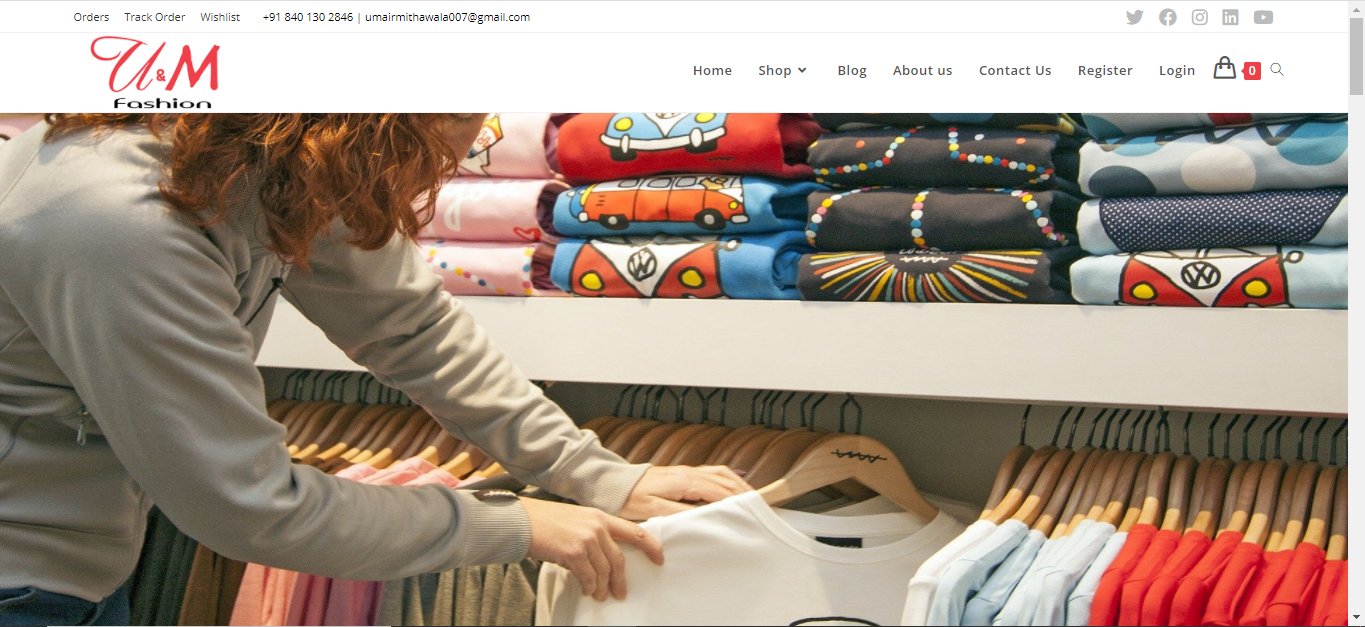 Orders Track Order Wishlist +91 840 130 2846 | umairmithawala007@gmail.com
U&M
Fashion
Home Shop Blog About us Contact Us Register Login 0